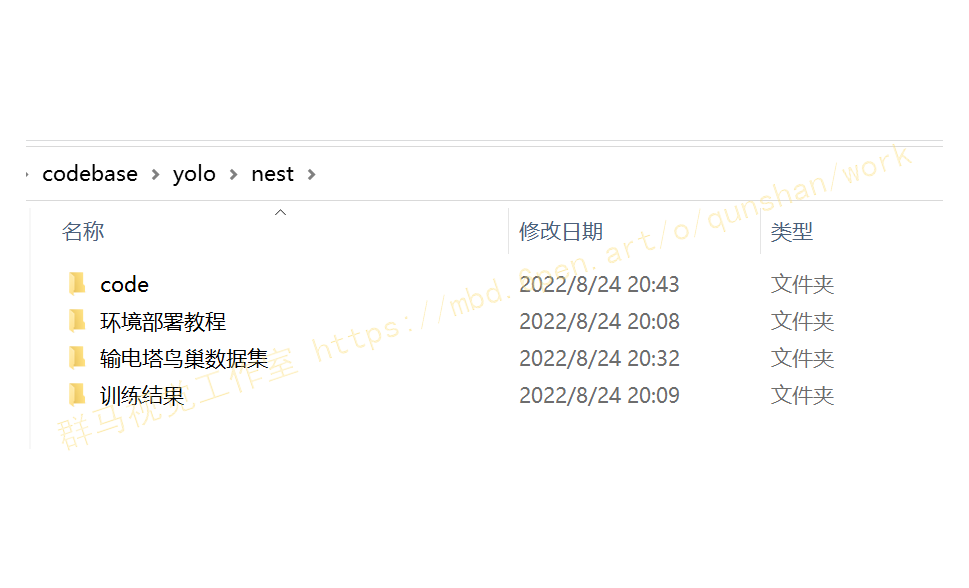 codebase > yolo > nest >
名称 修改日期 类型
code 2022/8/24 20:43 文件夹
环境部署教程 2022/8/24 20:08 文件夹
输电塔鸟巢数据集 2022/8/24 20:32 文件夹
训练结果 2022/8/24 20:09 文件夹
群马视觉工作室 https://mbd.pen.art/o/qunshan/work